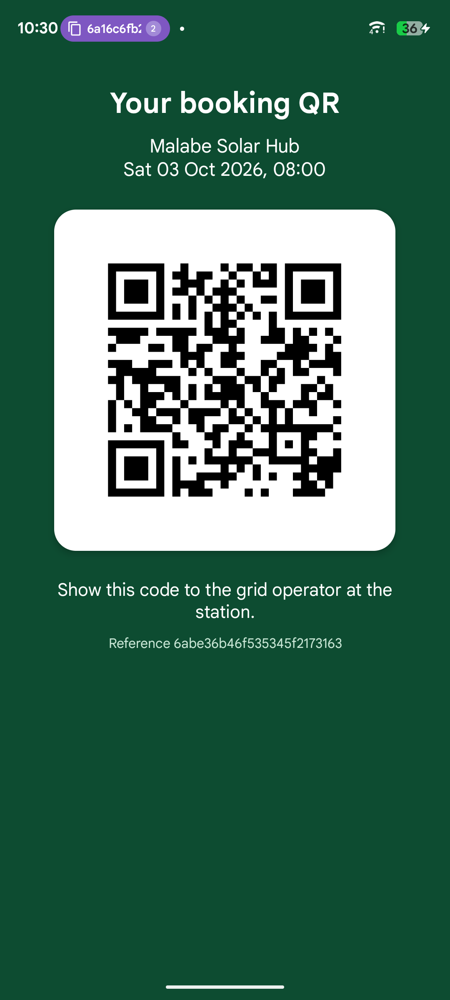 10:30
6a16c6fb
2
4
36
Your booking QR
Malabe Solar Hub
Sat 03 Oct 2026, 08:00
Show this code to the grid operator at the
station.
Reference 6abe36b46f535345f2173163